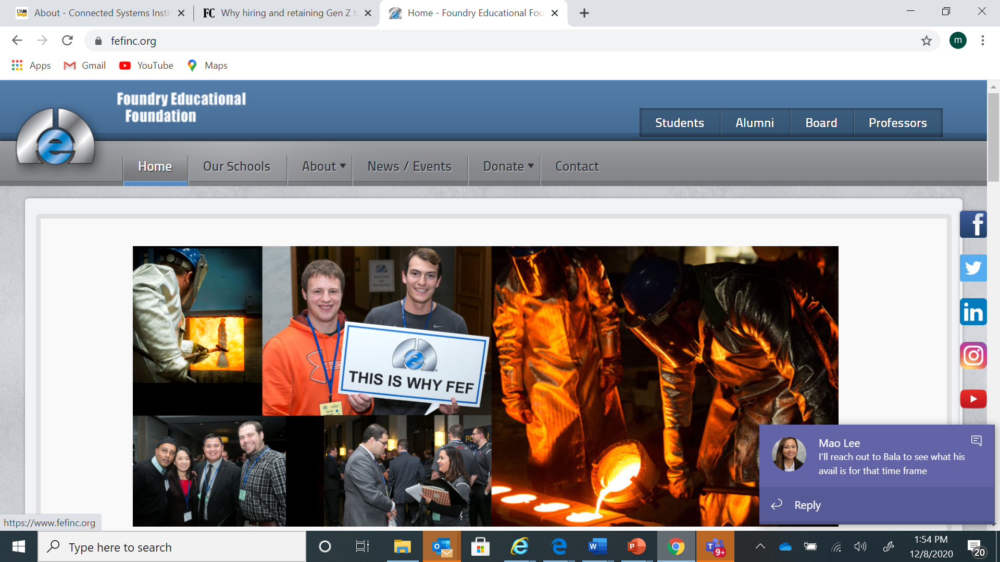 About - Connected Systems Insti
FC Why hiring and retaining Gen Z t
Home - Foundry Educational Fou
fefinc.org
m
Apps Gmail YouTube Maps
Foundry Educational
Foundation
Students Alumni Board Professors
Home Our Schools About News / Events Donate Contact
THIS IS WHY FEF
David
Mao Lee
I'll reach out to Bala to see what his
avail is for that time frame
Reply
https://www.fefinc.org
Type here to search
9+
1:54 PM
12/8/2020
20